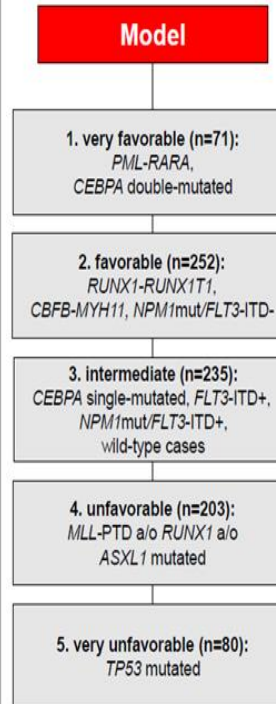 Model
1. very favorable (n=71):
PML-RARA,
CEBPA double-mutated
2. favorable (n=252):
RUNX1-RUNX1T1,
CBFB-MYH11, NPM1mut/FLT3-ITD-
3. intermediate (n=235):
CEBPA single-mutated, FLT3-ITD+,
NPM1mut/FLT3-ITD+,
wild-type cases
4. unfavorable (n=203):
MLL-PTD a/o RUNX1 a/o
ASXL1 mutated
5. very unfavorable (n=80):
TP53 mutated